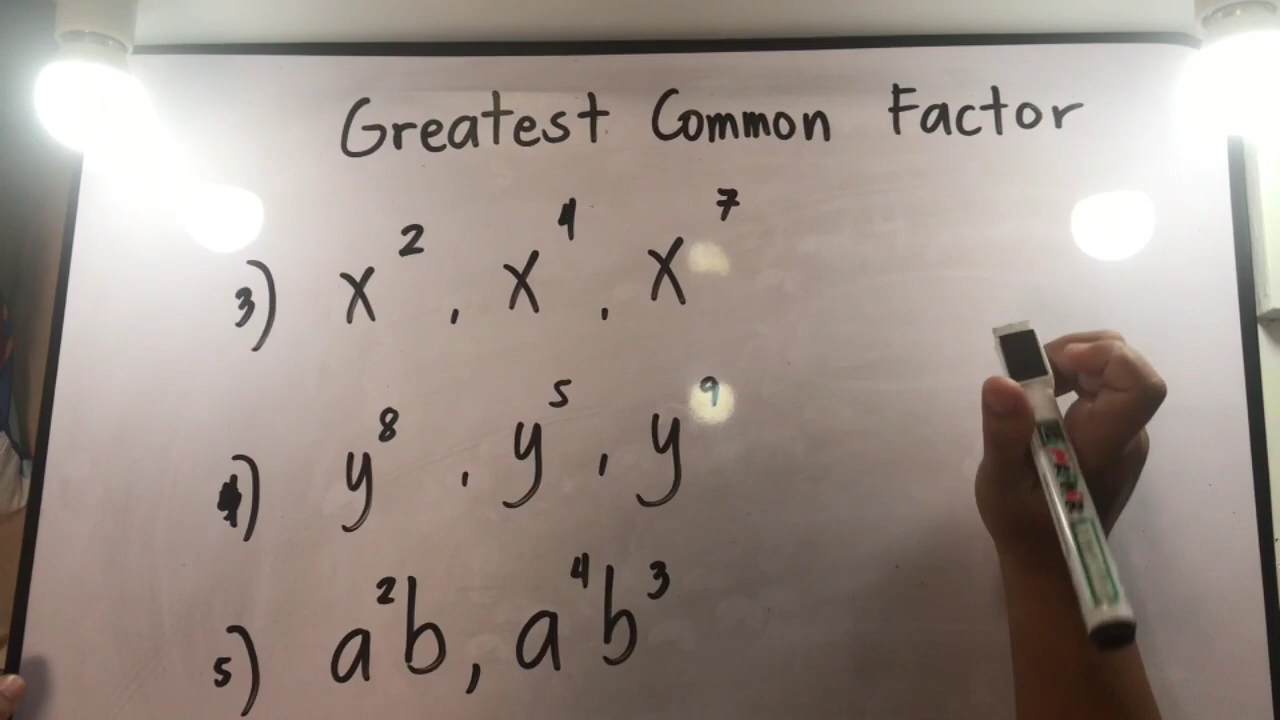 Greatest Common Factor
3) x², x⁴, x⁷
4) y⁸, y⁵, y⁹
5) a²b, a⁴b³